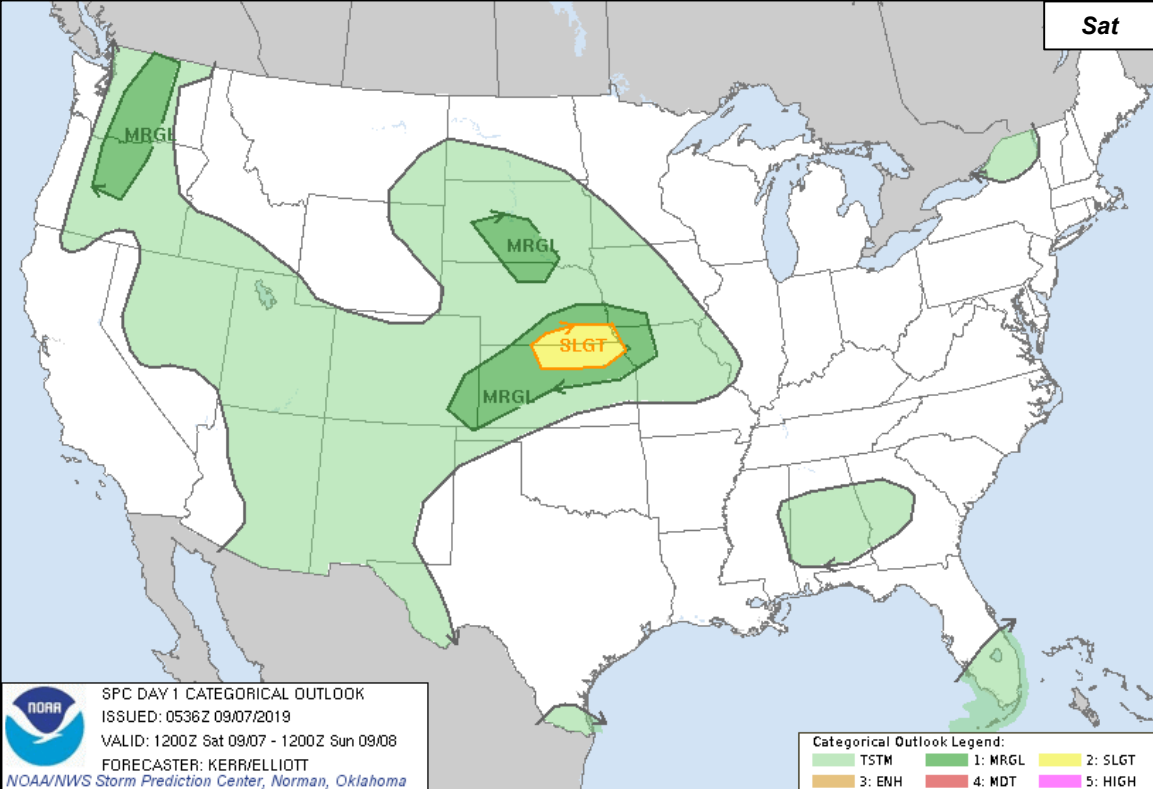 Sat
MRGL
MRGL
SLGT
MRGL
NOAA
SPC DAY 1 CATEGORICAL OUTLOOK
ISSUED: 0536Z 09/07/2019
VALID: 1200Z Sat 09/07 - 1200Z Sun 09/08
FORECASTER: KERR/ELLIOTT
NOAA/NWS Storm Prediction Center, Norman, Oklahoma
Categorical Outlook Legend:
TSTM 1: MRGL 2: SLGT
3: ENH 4: MDT 5: HIGH